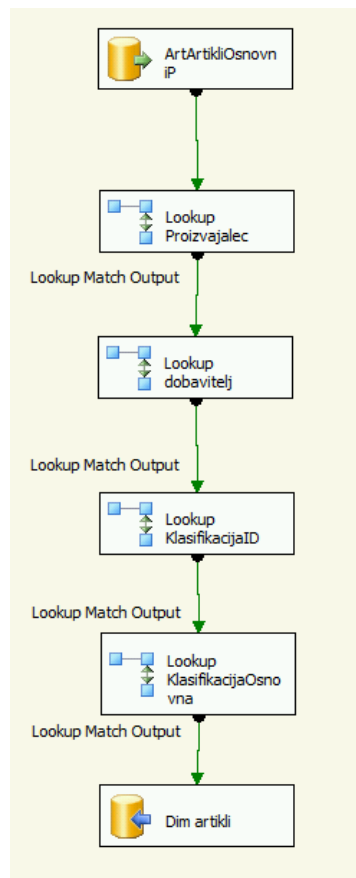 ArtArtikliOsnovn
iP
Lookup
Proizvajalec
Lookup Match Output
Lookup
dobavitelj
Lookup Match Output
Lookup
KlasifikacijaID
Lookup Match Output
Lookup
KlasifikacijaOsno
vna
Lookup Match Output
Dim artikli